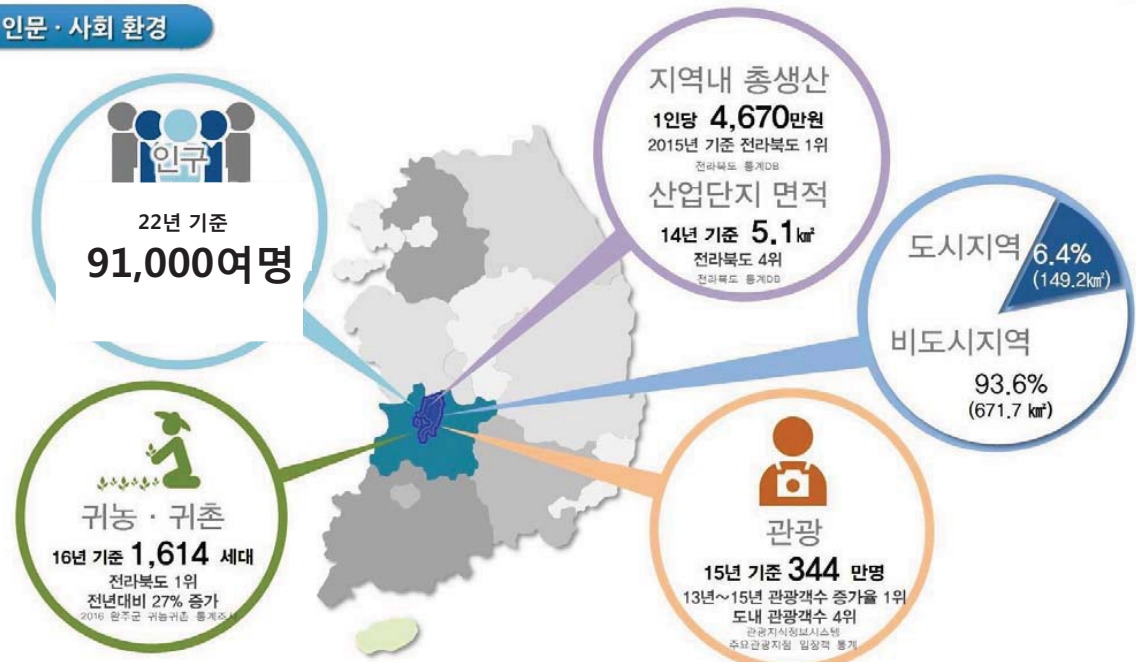 인문 · 사회 환경
인구
22년 기준
91,000여명
지역내 총생산
1인당 4,670만원
2015년 기준 전라북도 1위
전라북도 통계DB
산업단지 면적
14년 기준 5.1㎢
전라북도 4위
전라북도 통계DB
도시지역 6.4%
(149.2㎢)
비도시지역
93.6%
(671.7 ㎢)
귀농 · 귀촌
16년 기준 1,614 세대
전라북도 1위
전년대비 27% 증가
2016 완주군 귀농귀촌 통계조사
관광
15년 기준 344 만명
13년~15년 관광객수 증가율 1위
도내 관광객수 4위
관광지식정보시스템
주요관광지점 입장객 통계